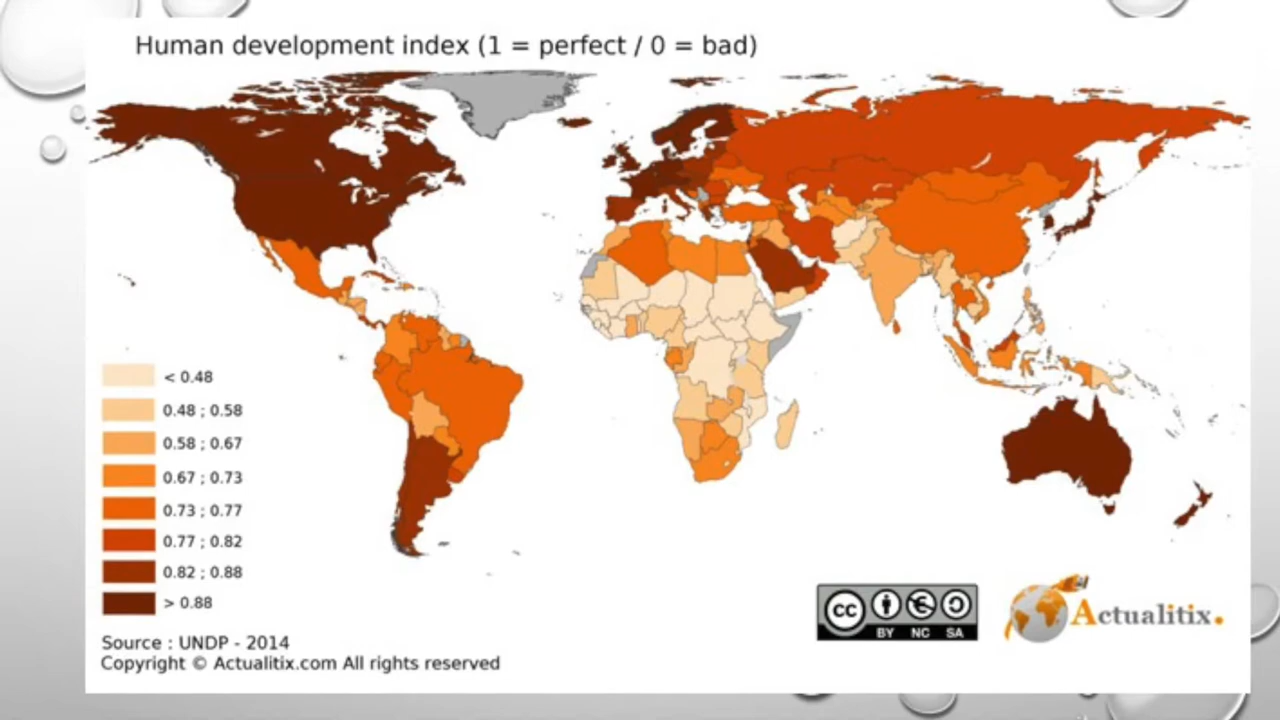 Human development index (1 = perfect / 0 = bad)
< 0.48
0.48 ; 0.58
0.58 ; 0.67
0.67 ; 0.73
0.73 ; 0.77
0.77 ; 0.82
0.82 ; 0.88
> 0.88
Source : UNDP - 2014
Copyright © Actualitix.com All rights reserved
cc
BY NC SA
Actualitix.